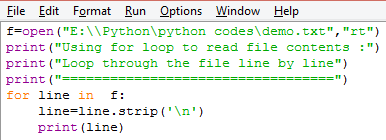 File Edit Format Run Options Window Help
f=open("E:\\Python\python codes\demo.txt","rt")
print("Using for loop to read file contents :")
print("Loop through the file line by line")
print("===================================")
for line in  f:
    line=line.strip('\n')
    print(line)